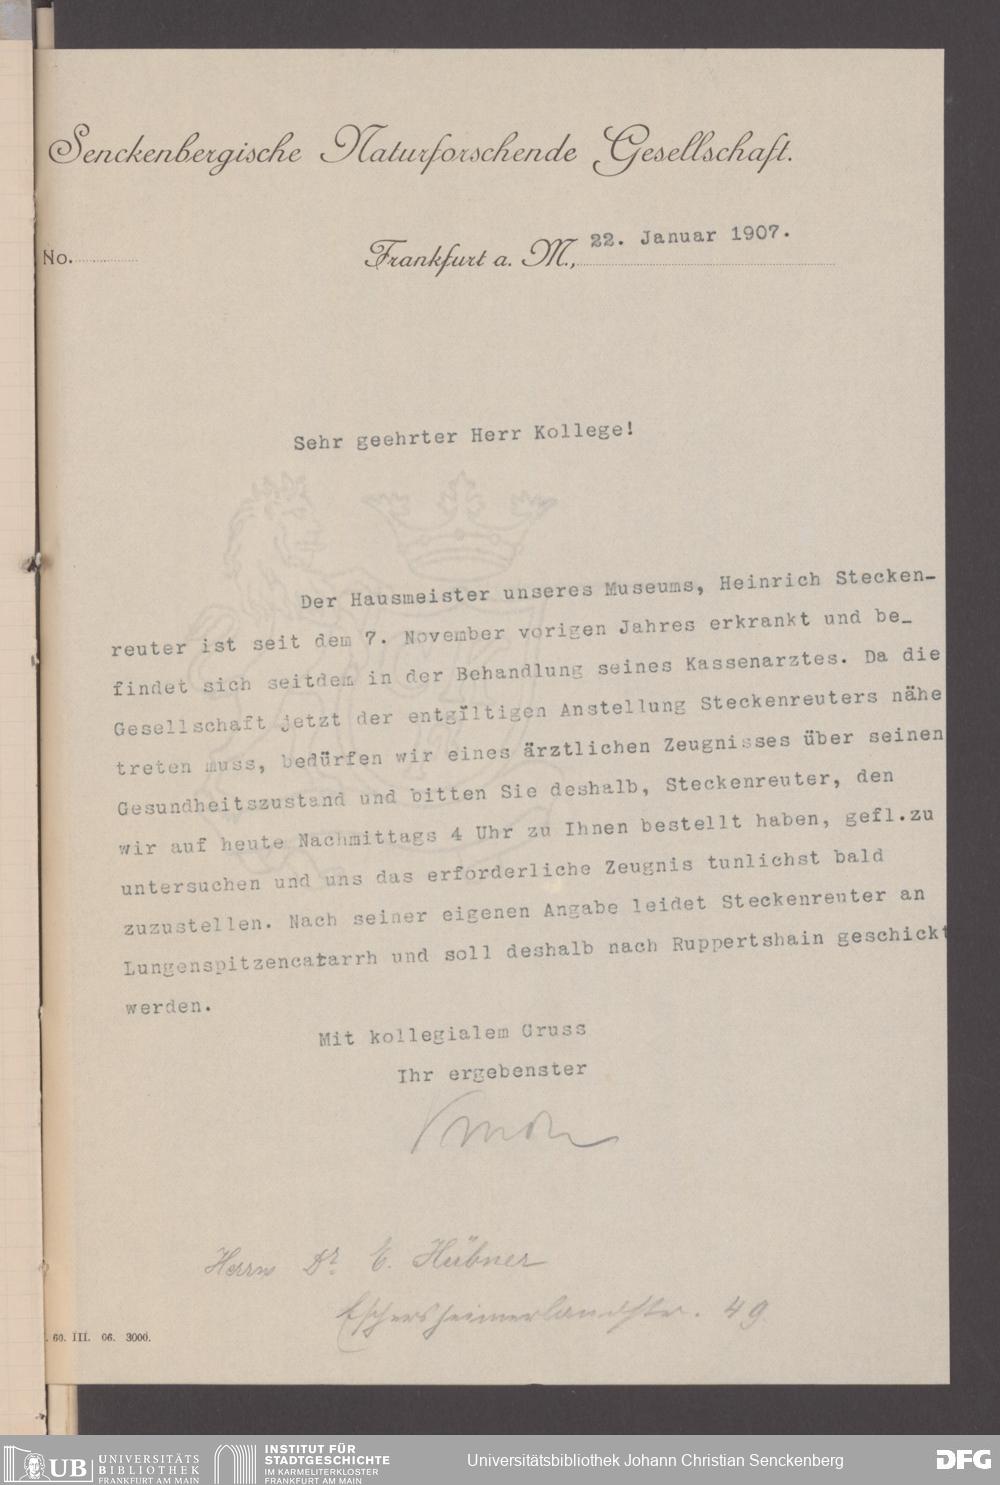 Senckenbergische Naturforschende Gesellschaft.
No.
Frankfurt a. M., 22. Januar 1907.
Sehr geehrter Herr Kollege!
Der Hausmeister unseres Museums, Heinrich Stecken-
reuter ist seit dem 7. November vorigen Jahres erkrankt und be_
findet sich seitdem in der Behandlung seines Kassenarztes. Da die
Gesellschaft jetzt der entgiltigen Anstellung Steckenreuters nähe
treten muss, bedürfen wir eines ärztlichen Zeugnisses über seinen
Gesundheitszustand und bitten Sie deshalb, Steckenreuter, den
wir auf heute Nachmittags 4 Uhr zu Ihnen bestellt haben, gefl.zu
untersuchen und uns das erforderliche Zeugnis tunlichst bald
zuzustellen. Nach seiner eigenen Angabe leidet Steckenreuter an
Lungenspitzencatarrh und soll deshalb nach Ruppertshain geschickt
werden.
Mit kollegialem Gruss
Ihr ergebenster
Herrn Dr. E. Hübner
Eschersheimerlandstr. 49
60. III. 06. 3000.
UB UNIVERSITÄTS
BIBLIOTHEK
FRANKFURT AM MAIN
INSTITUT FÜR
STADTGESCHICHTE
IM KARMELITERKLOSTER
FRANKFURT AM MAIN
Universitätsbibliothek Johann Christian Senckenberg
DFG